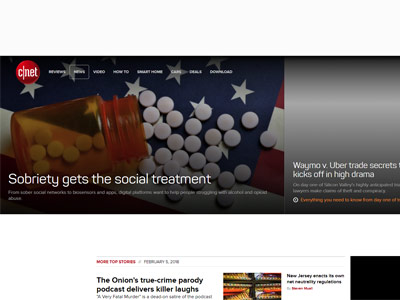 c|net
REVIEWS NEWS VIDEO HOW TO SMART HOME CARS DEALS DOWNLOAD
Sobriety gets the social treatment
From sober social networks to biosensors and apps, digital platforms want to help people struggling with alcohol and opioid
abuse.
Waymo v. Uber trade secrets t
kicks off in high drama
On day one of Silicon Valley's highly anticipated tria
lawyers make claims of theft and conspiracy.
Everything you need to know from day one of t
MORE TOP STORIES FEBRUARY 5, 2018
The Onion's true-crime parody
podcast delivers killer laughs
"A Very Fatal Murder" is a dead-on satire of the podcast
New Jersey enacts its own
net neutrality regulations
by Steven Musil